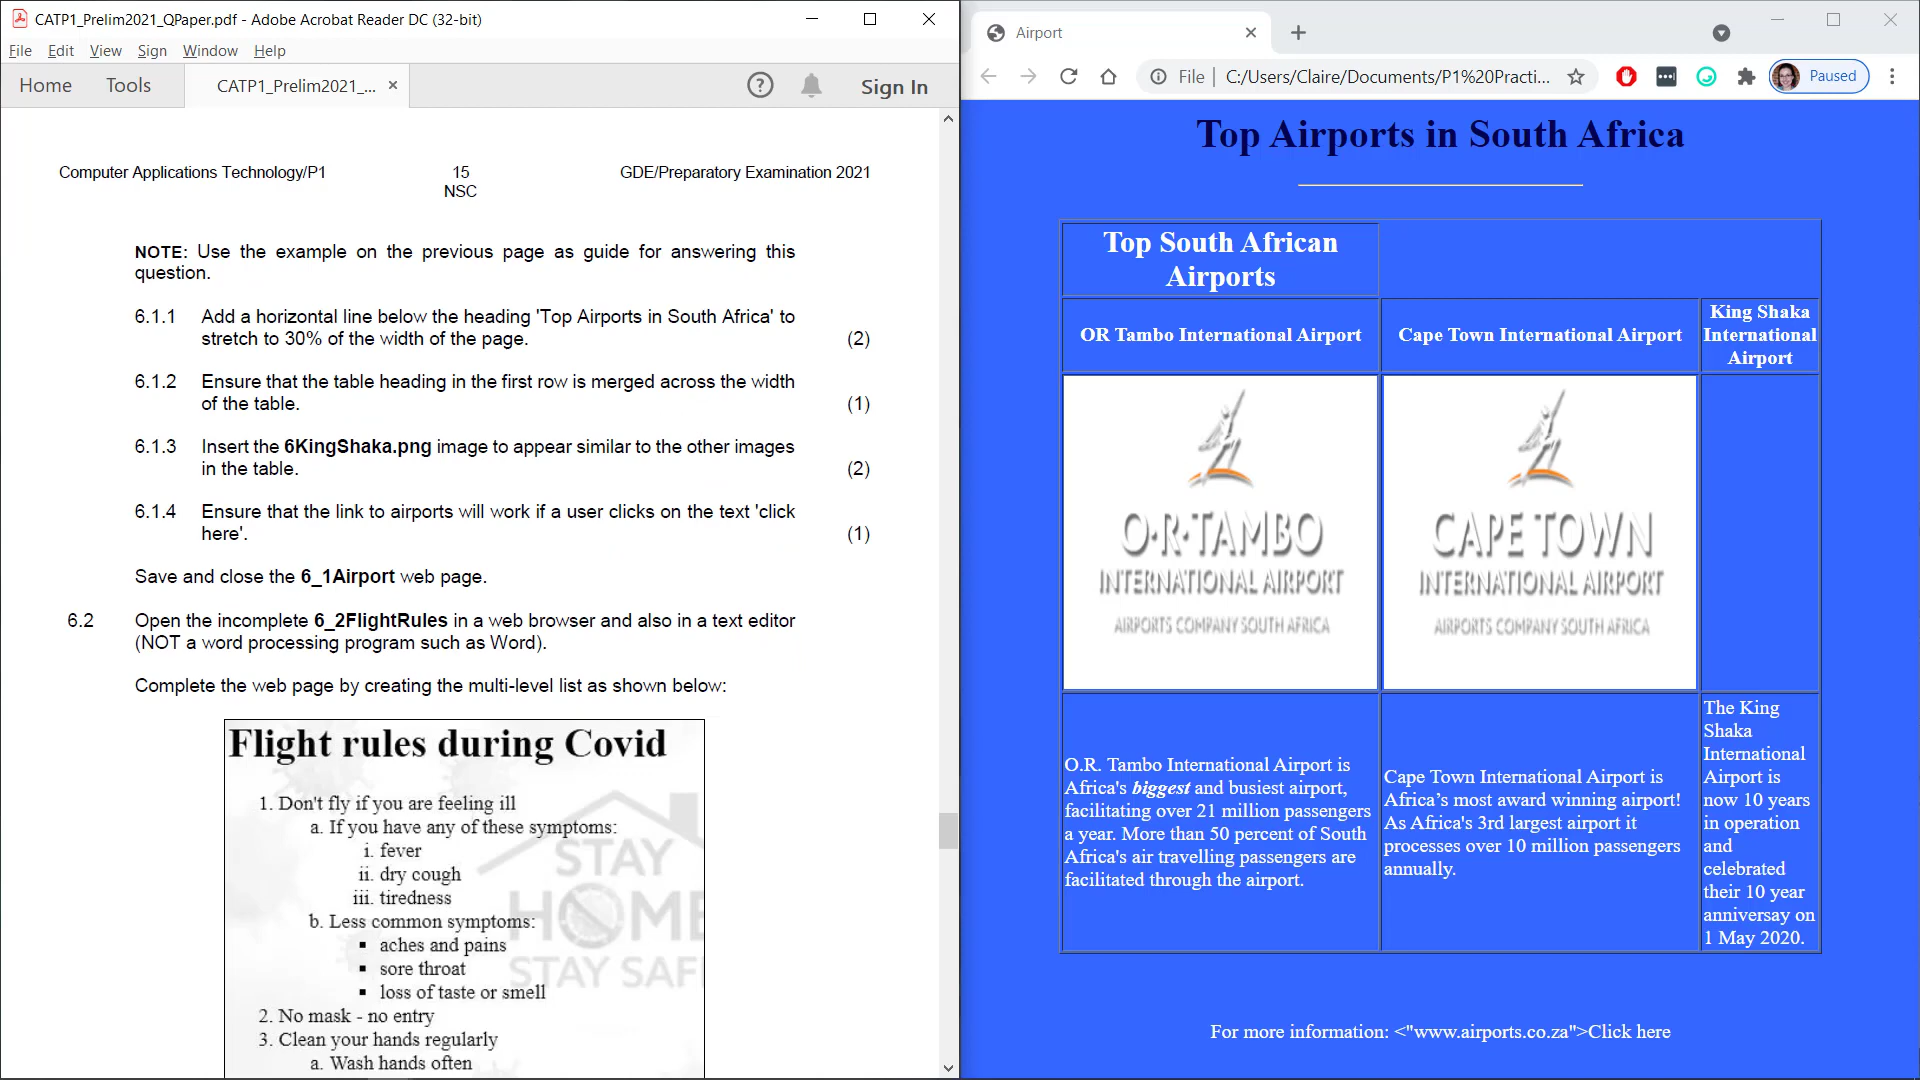 CATP1_Prelim2021_QPaper.pdf - Adobe Acrobat Reader DC (32-bit)
File Edit View Sign Window Help
Home Tools CATP1_Prelim2021_... × Sign In
Computer Applications Technology/P1 15 GDE/Preparatory Examination 2021
NSC
NOTE: Use the example on the previous page as guide for answering this
question.
6.1.1 Add a horizontal line below the heading 'Top Airports in South Africa' to
stretch to 30% of the width of the page. (2)
6.1.2 Ensure that the table heading in the first row is merged across the width
of the table. (1)
6.1.3 Insert the 6KingShaka.png image to appear similar to the other images
in the table. (2)
6.1.4 Ensure that the link to airports will work if a user clicks on the text 'click
here'. (1)
Save and close the 6_1Airport web page.
6.2 Open the incomplete 6_2FlightRules in a web browser and also in a text editor
(NOT a word processing program such as Word).
Complete the web page by creating the multi-level list as shown below:
Flight rules during Covid
1. Don't fly if you are feeling ill
a. If you have any of these symptoms:
i. fever
ii. dry cough
iii. tiredness
b. Less common symptoms:
▪ aches and pains
▪ sore throat
▪ loss of taste or smell
2. No mask - no entry
3. Clean your hands regularly
a. Wash hands often
STAY
HOME
STAY SAF
Airport
File | C:/Users/Claire/Documents/P1%20Practi...
Paused
Top Airports in South Africa
Top South African
Airports
OR Tambo International Airport
Cape Town International Airport
King Shaka
International
Airport
O·R·TAMBO
INTERNATIONAL AIRPORT
AIRPORTS COMPANY SOUTH AFRICA
CAPE TOWN
INTERNATIONAL AIRPORT
AIRPORTS COMPANY SOUTH AFRICA
O.R. Tambo International Airport is
Africa's biggest and busiest airport,
facilitating over 21 million passengers
a year. More than 50 percent of South
Africa's air travelling passengers are
facilitated through the airport.
Cape Town International Airport is
Africa’s most award winning airport!
As Africa's 3rd largest airport it
processes over 10 million passengers
annually.
The King
Shaka
International
Airport is
now 10 years
in operation
and
celebrated
their 10 year
anniversay on
1 May 2020.
For more information: <"www.airports.co.za">Click here